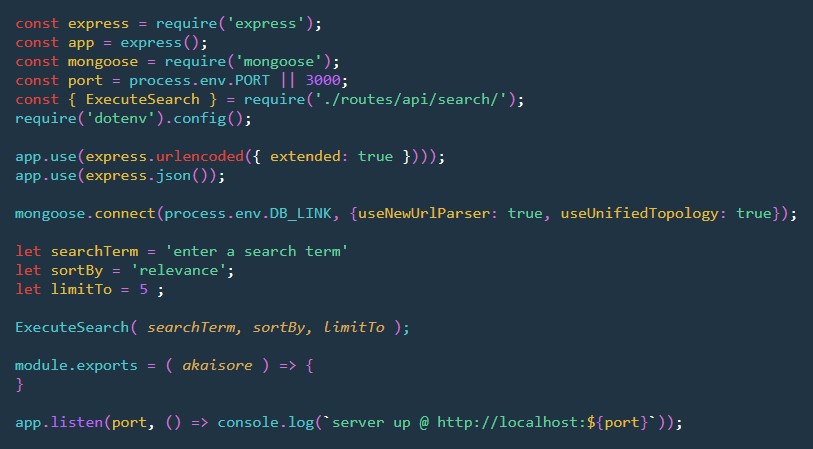 const express = require('express');
const app = express();
const mongoose = require('mongoose');
const port = process.env.PORT || 3000;
const { ExecuteSearch } = require('./routes/api/search/');
require('dotenv').config();

app.use(express.urlencoded({ extended: true })));
app.use(express.json());

mongoose.connect(process.env.DB_LINK, {useNewUrlParser: true, useUnifiedTopology: true});

let searchTerm = 'enter a search term'
let sortBy = 'relevance';
let limitTo = 5 ;

ExecuteSearch( searchTerm, sortBy, limitTo );

module.exports = ( akaisore ) => {
}

app.listen(port, () => console.log(`server up @ http://localhost:${port}`));